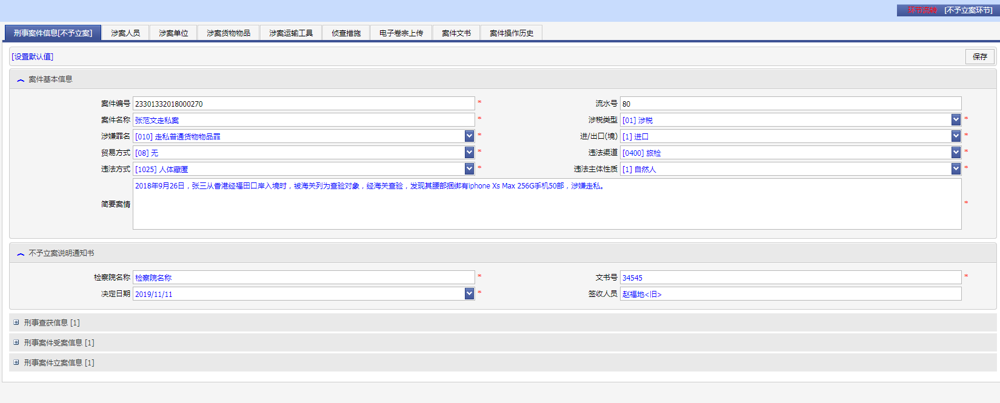 环节流转 [不予立案环节]
刑事案件信息[不予立案] 涉案人员 涉案单位 涉案货物物品 涉案运输工具 侦查措施 电子卷宗上传 案件文书 案件操作历史
[设置默认值] 保存
案件基本信息
案件编号 23301332018000270 * 流水号 80
案件名称 张范文走私案 * 涉税类型 [01] 涉税 *
涉嫌罪名 [010] 走私普通货物物品罪 * 进/出口(境) [1] 进口 *
贸易方式 [08] 无 * 违法渠道 [0400] 旅检 *
违法方式 [1025] 人体藏匿 * 违法主体性质 [1] 自然人 *
2018年9月26日，张三从香港经福田口岸入境时，被海关列为查验对象，经海关查验，发现其腰部捆绑有iphone Xs Max 256G手机50部，涉嫌走私。
简要案情 *
不予立案说明通知书
检察院名称 检察院名称 * 文书号 34545 *
决定日期 2019/11/11 * 签收人员 赵福地<旧>
刑事查获信息 [1]
刑事案件受案信息 [1]
刑事案件立案信息 [1]